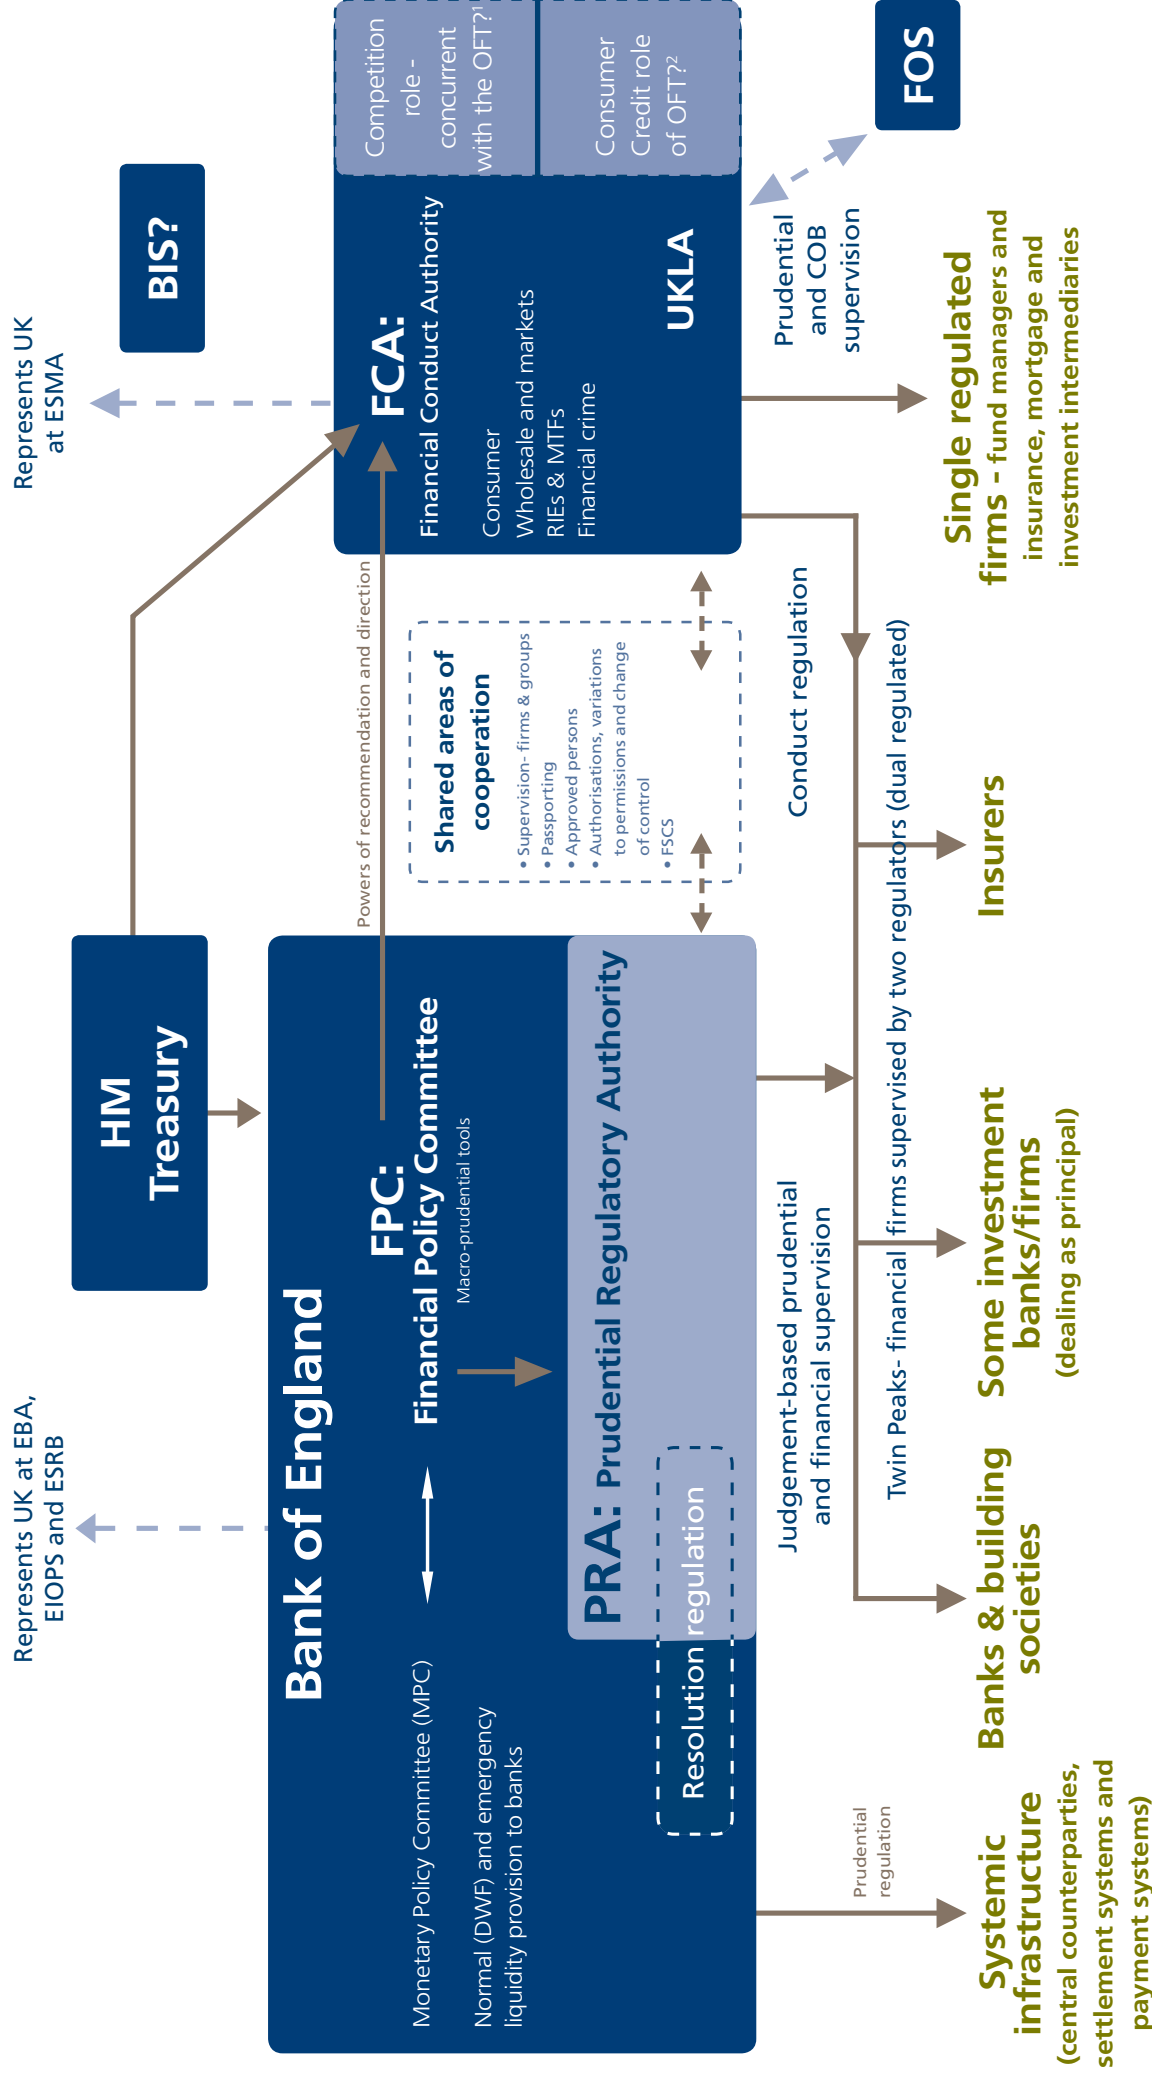 Represents UK at EBA,
EIOPS and ESRB
Represents UK
at ESMA
HM
Treasury
BIS?
Bank of England
FPC:
Financial Policy Committee
Macro-prudential tools
Monetary Policy Committee (MPC)
Normal (DWF) and emergency
liquidity provision to banks
PRA: Prudential Regulatory Authority
Resolution regulation
Powers of recommendation and direction
Shared areas of
cooperation
• Supervision- firms & groups
• Passporting
• Approved persons
• Authorisations, variations
to permissions and change
of control
• FSCS
FCA:
Financial Conduct Authority
Consumer
Wholesale and markets
RIEs & MTFs
Financial crime
UKLA
Competition
role -
concurrent
with the OFT?¹
Consumer
Credit role
of OFT?²
FOS
Prudential
and COB
supervision
Conduct regulation
Judgement-based prudential
and financial supervision
Twin Peaks- financial firms supervised by two regulators (dual regulated)
Prudential
regulation
Systemic
infrastructure
(central counterparties,
settlement systems and
payment systems)
Banks & building
societies
Some investment
banks/firms
(dealing as principal)
Insurers
Single regulated
firms - fund managers and
insurance, mortgage and
investment intermediaries